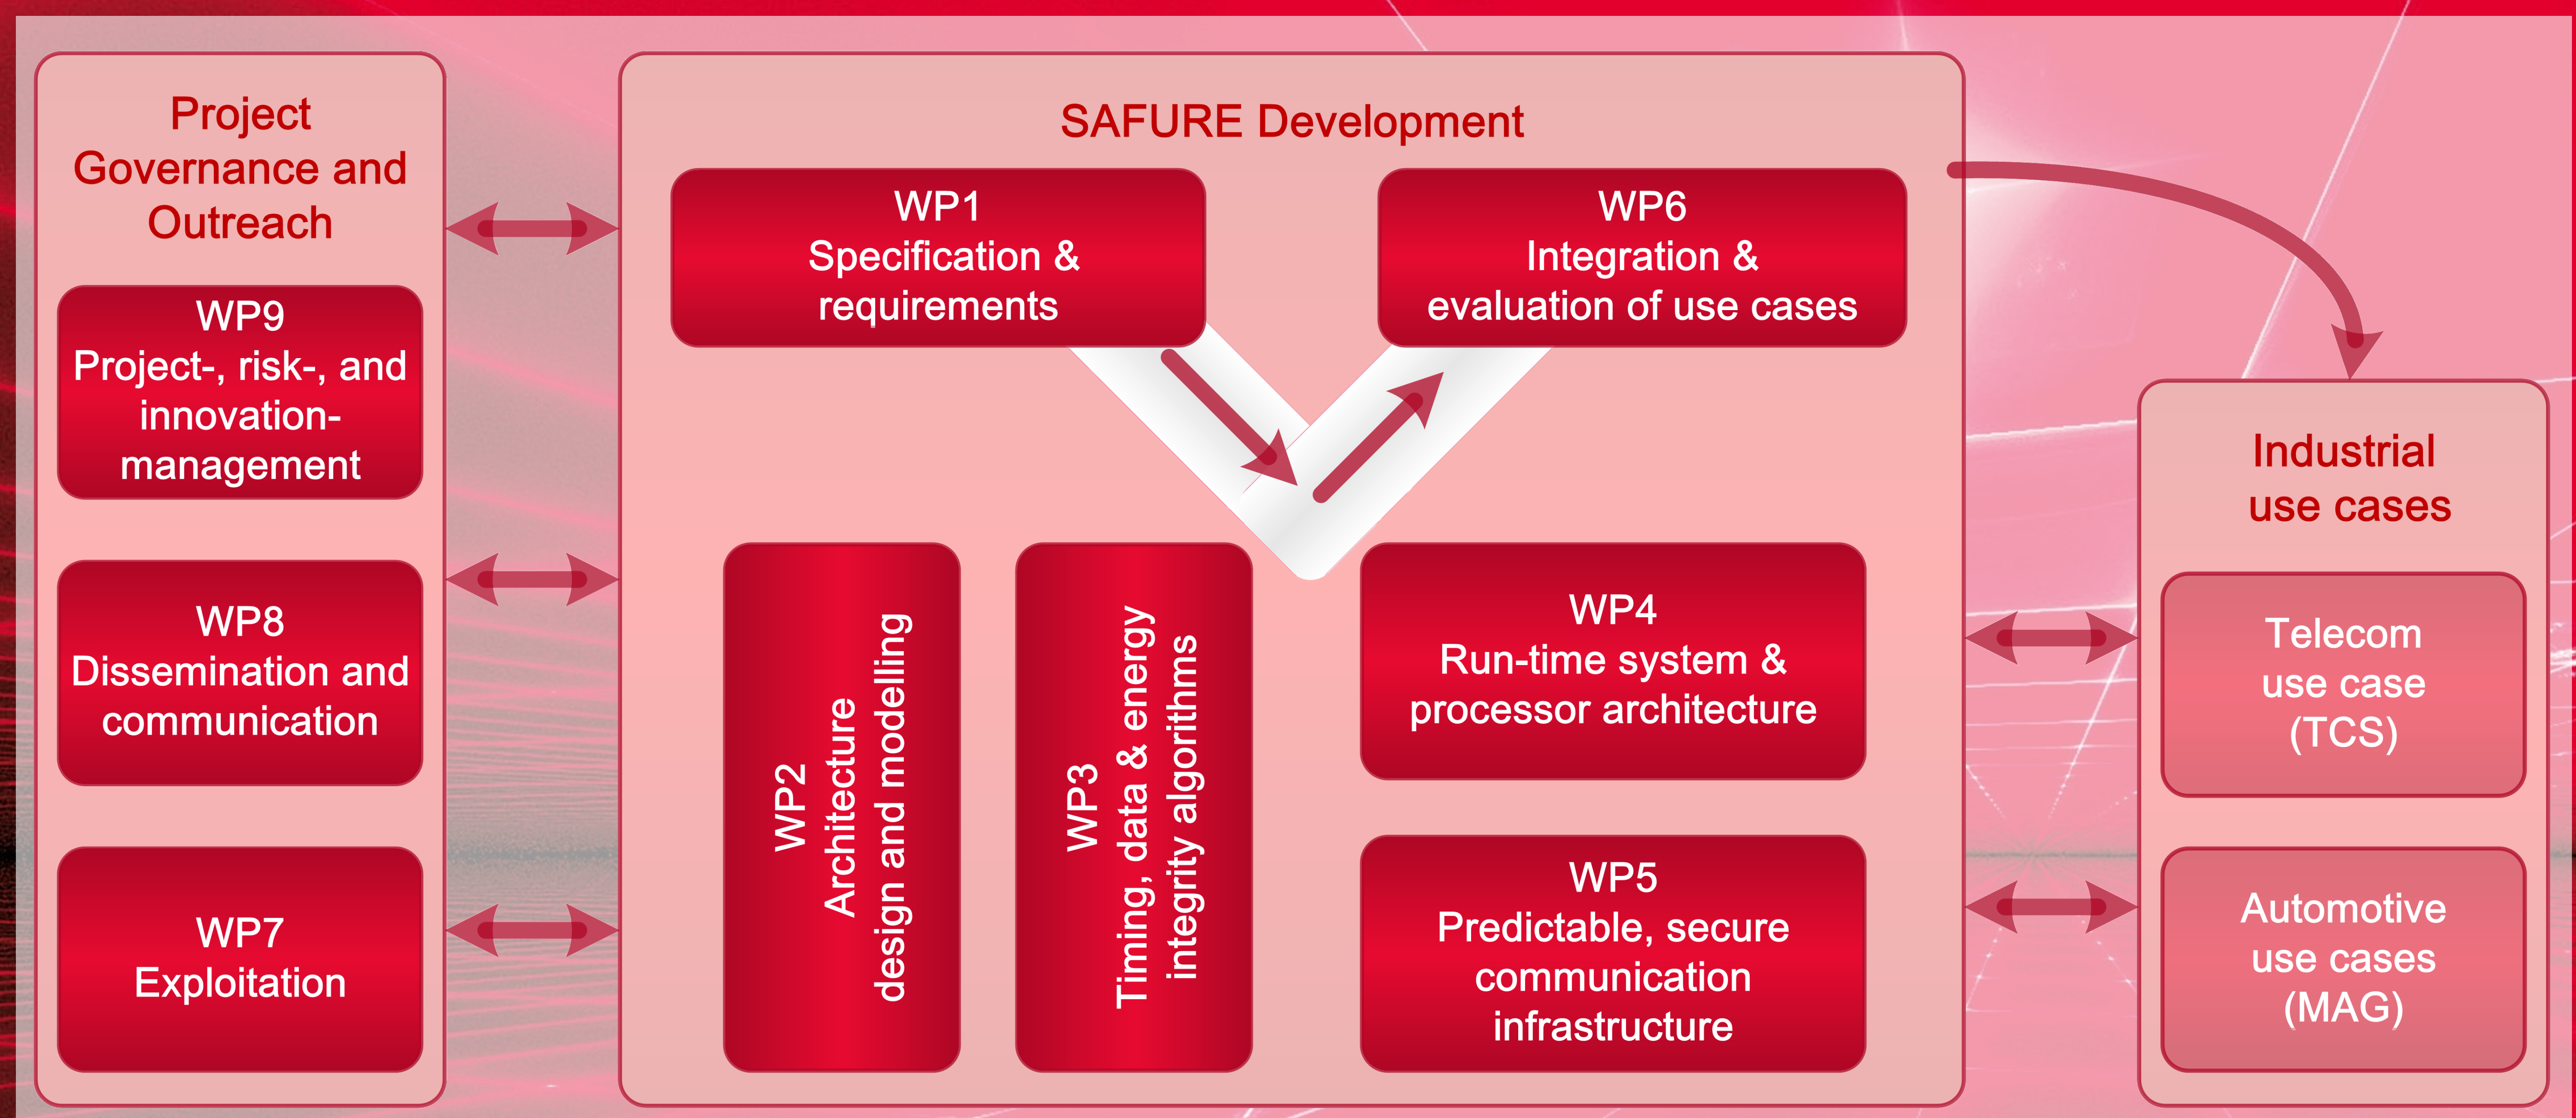 Project
Governance and
Outreach
WP9
Project-, risk-, and
innovation-
management
WP8
Dissemination and
communication
WP7
Exploitation
SAFURE Development
WP1
Specification &
requirements
WP6
Integration &
evaluation of use cases
WP2
Architecture
design and modelling
WP3
Timing, data & energy
integrity algorithms
WP4
Run-time system &
processor architecture
WP5
Predictable, secure
communication
infrastructure
Industrial
use cases
Telecom
use case
(TCS)
Automotive
use cases
(MAG)